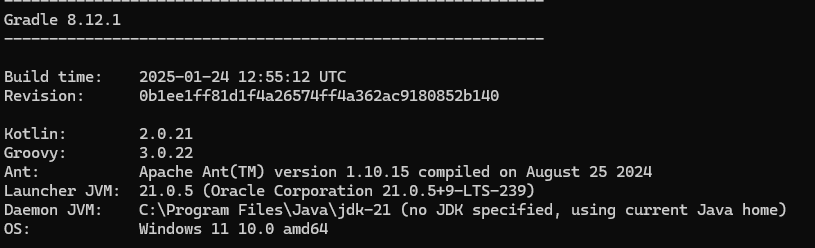 ------------------------------------------------------------
Gradle 8.12.1
------------------------------------------------------------
Build time:    2025-01-24 12:55:12 UTC
Revision:      0b1ee1ff81d1f4a26574ff4a362ac9180852b140
Kotlin:        2.0.21
Groovy:        3.0.22
Ant:           Apache Ant(TM) version 1.10.15 compiled on August 25 2024
Launcher JVM:  21.0.5 (Oracle Corporation 21.0.5+9-LTS-239)
Daemon JVM:    C:\Program Files\Java\jdk-21 (no JDK specified, using current Java home)
OS:            Windows 11 10.0 amd64